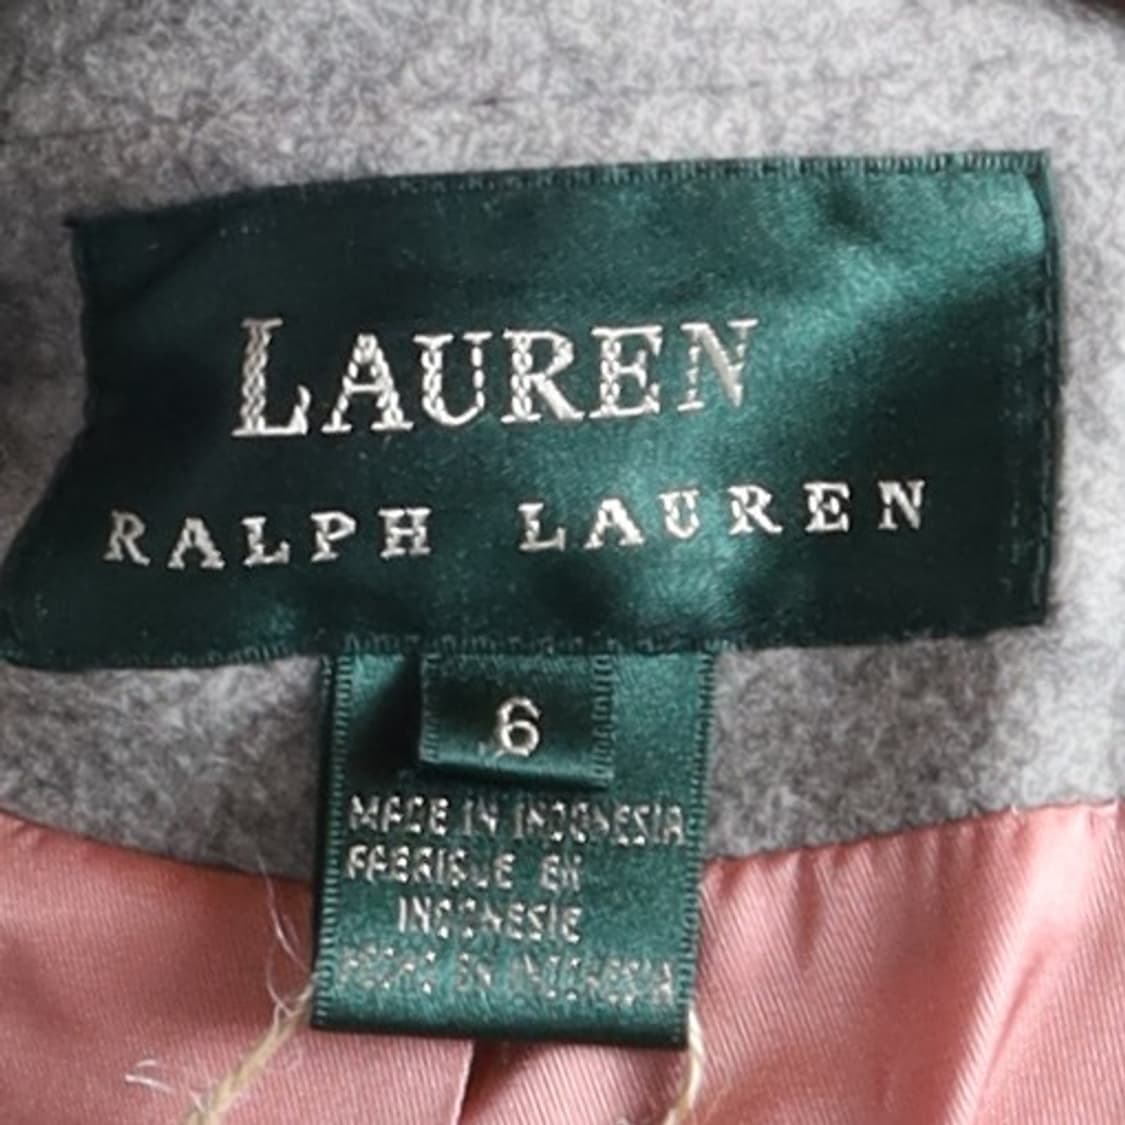 LAUREN
RALPH LAUREN
6
MADE IN INDONESIA
FABRIQUE EN
INDONESIE
HECHO EN INDONESIA